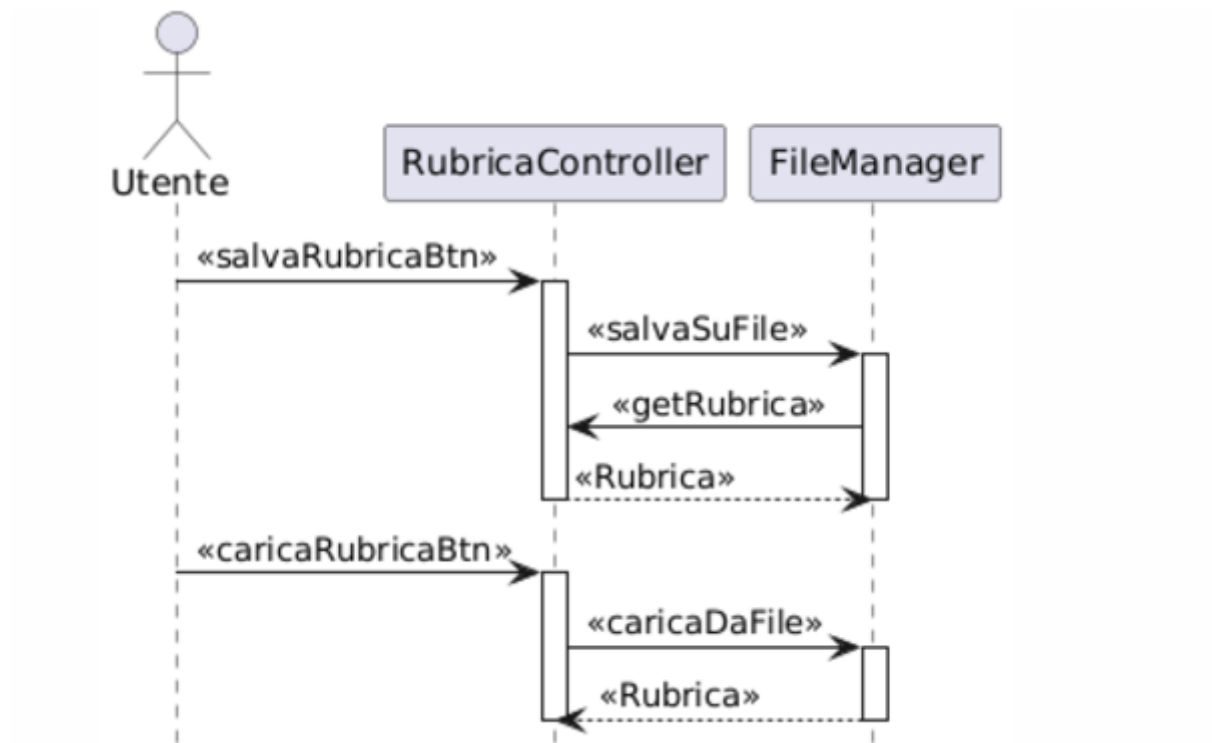 Utente
RubricaController
FileManager
«salvaRubricaBtn»
«salvaSuFile»
«getRubrica»
«Rubrica»
«caricaRubricaBtn»
«caricaDaFile»
«Rubrica»